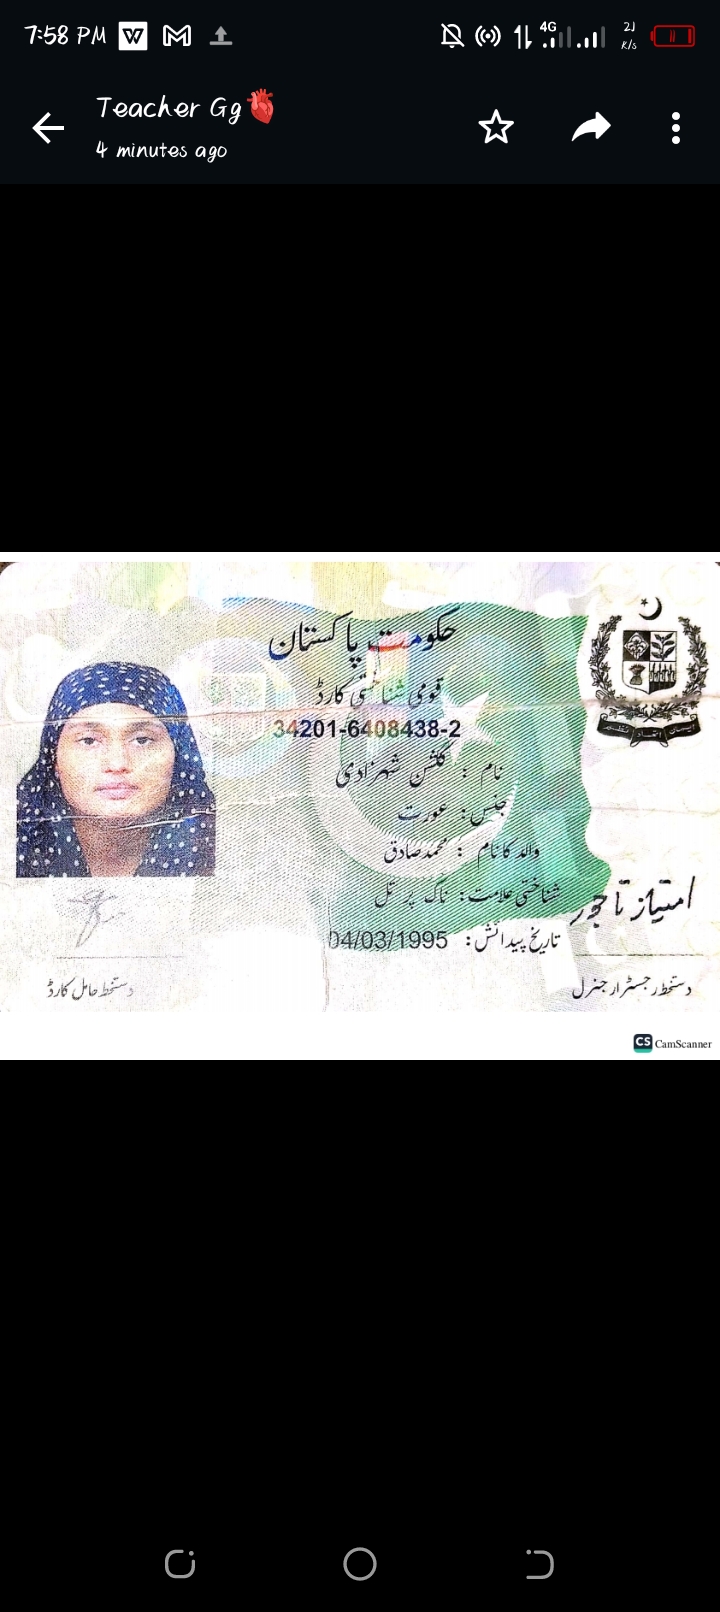 7:58 PM
4G
21
K/s
Teacher Gg
4 minutes ago
حکومت پاکستان
قومی شناختی کارڈ
34201-6408438-2
نام : گلشن شہزادی
جنس : عورت
والد کا نام : محمد صادق
شناختی علامت : ناک پر تل
تاریخ پیدائش : 04/03/1995
امتیاز تاجور
دستخط حامل کارڈ
دستخط رجسٹرار جنرل
CS CamScanner